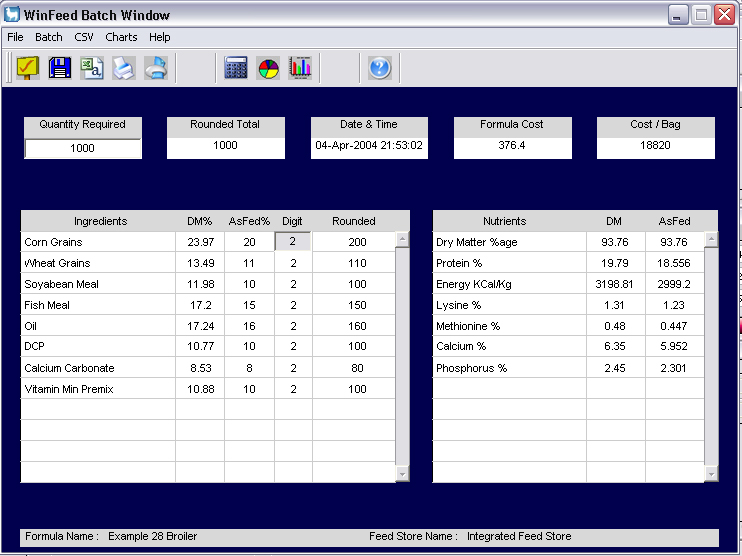 WinFeed Batch Window
File Batch CSV Charts Help
Quantity Required Rounded Total Date & Time Formula Cost Cost / Bag
1000 1000 04-Apr-2004 21:53:02 376.4 18820
Ingredients DM% AsFed% Digit Rounded Nutrients DM AsFed
Corn Grains 23.97 20 2 200 Dry Matter %age 93.76 93.76
Wheat Grains 13.49 11 2 110 Protein % 19.79 18.556
Soyabean Meal 11.98 10 2 100 Energy KCal/Kg 3198.81 2999.2
Fish Meal 17.2 15 2 150 Lysine % 1.31 1.23
Oil 17.24 16 2 160 Methionine % 0.48 0.447
DCP 10.77 10 2 100 Calcium % 6.35 5.952
Calcium Carbonate 8.53 8 2 80 Phosphorus % 2.45 2.301
Vitamin Min Premix 10.88 10 2 100
Formula Name : Example 28 Broiler Feed Store Name : Integrated Feed Store